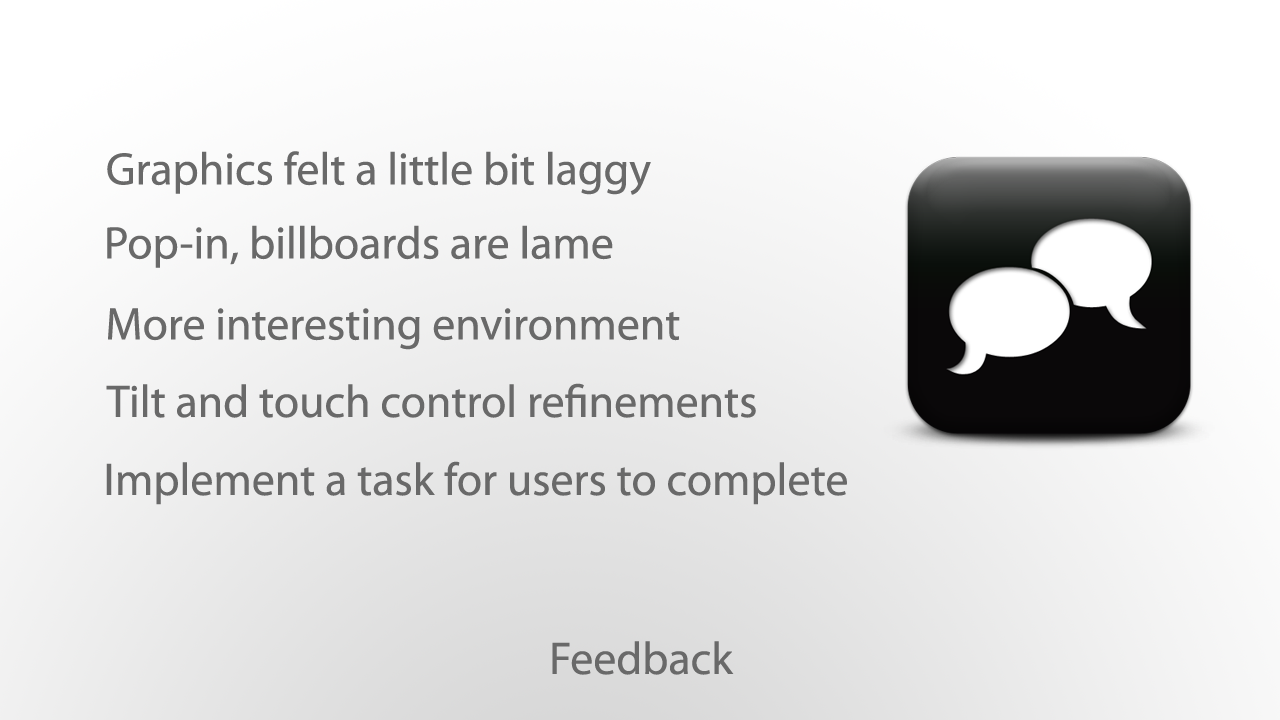 Graphics felt a little bit laggy
Pop-in, billboards are lame
More interesting environment
Tilt and touch control refinements
Implement a task for users to complete
Feedback